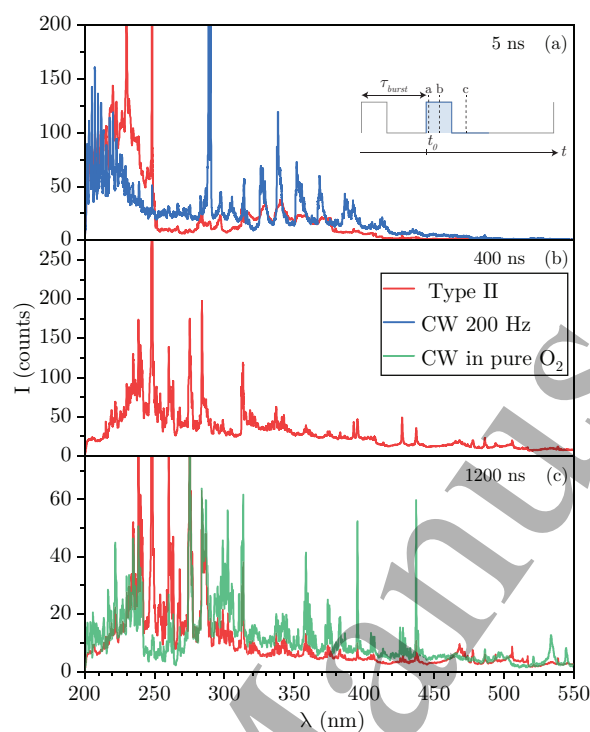 5 ns (a)
200
150
100
50
0
τburst
a b c
t0
t
400 ns (b)
250
200
150
100
50
0
Type II
CW 200 Hz
CW in pure O2
I (counts)
1200 ns (c)
60
40
20
0
200 250 300 350 400 450 500 550
λ (nm)
Manus